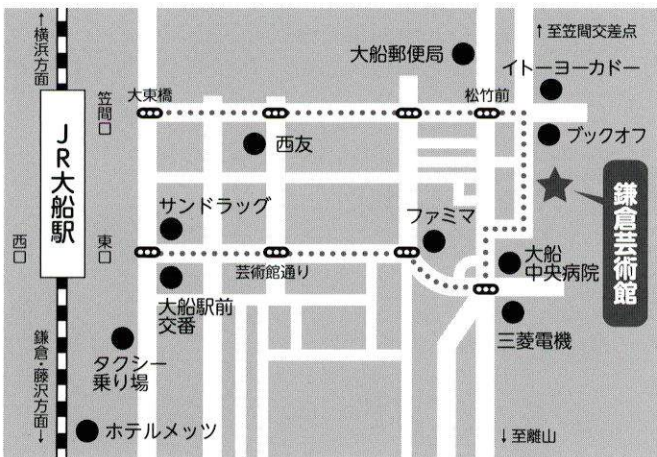 ↑横浜方面
JR大船駅
笠間口
西口
東口
鎌倉・藤沢方面↓
大東橋
大船郵便局
松竹前
↑至笠間交差点
イトーヨーカドー
ブックオフ
西友
鎌倉芸術館
サンドラッグ
ファミマ
芸術館通り
大船駅前
交番
大船
中央病院
三菱電機
タクシー
乗り場
ホテルメッツ
↓至離山